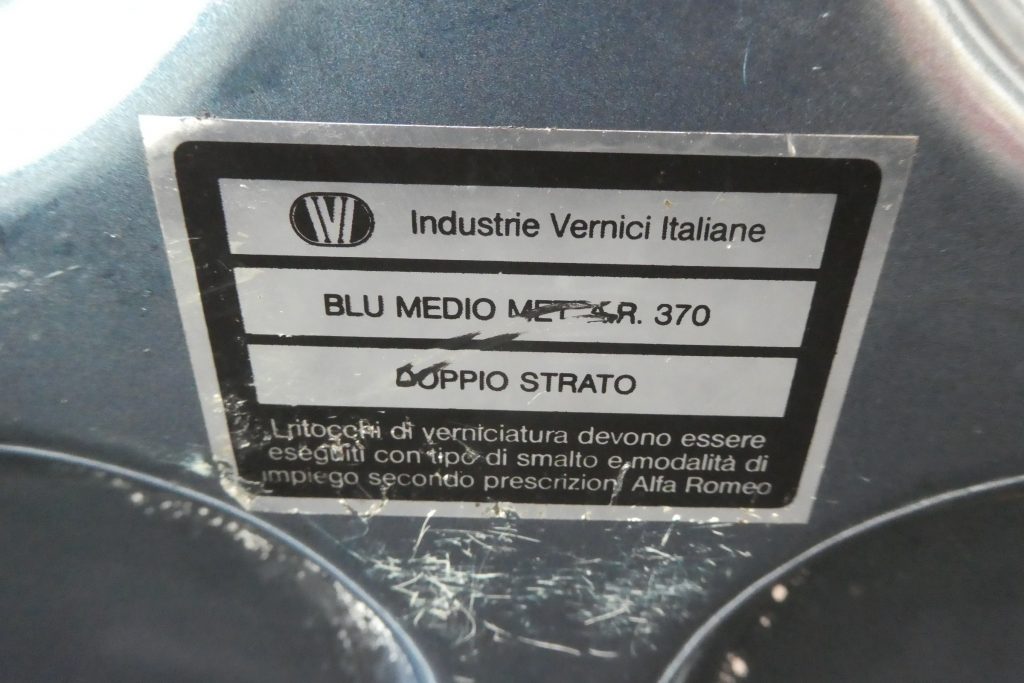 IVI Industrie Vernici Italiane
BLU MEDIO MET A.R. 370
DOPPIO STRATO
I ritocchi di verniciatura devono essere
eseguiti con tipo di smalto e modalità di
impiego secondo prescrizioni Alfa Romeo